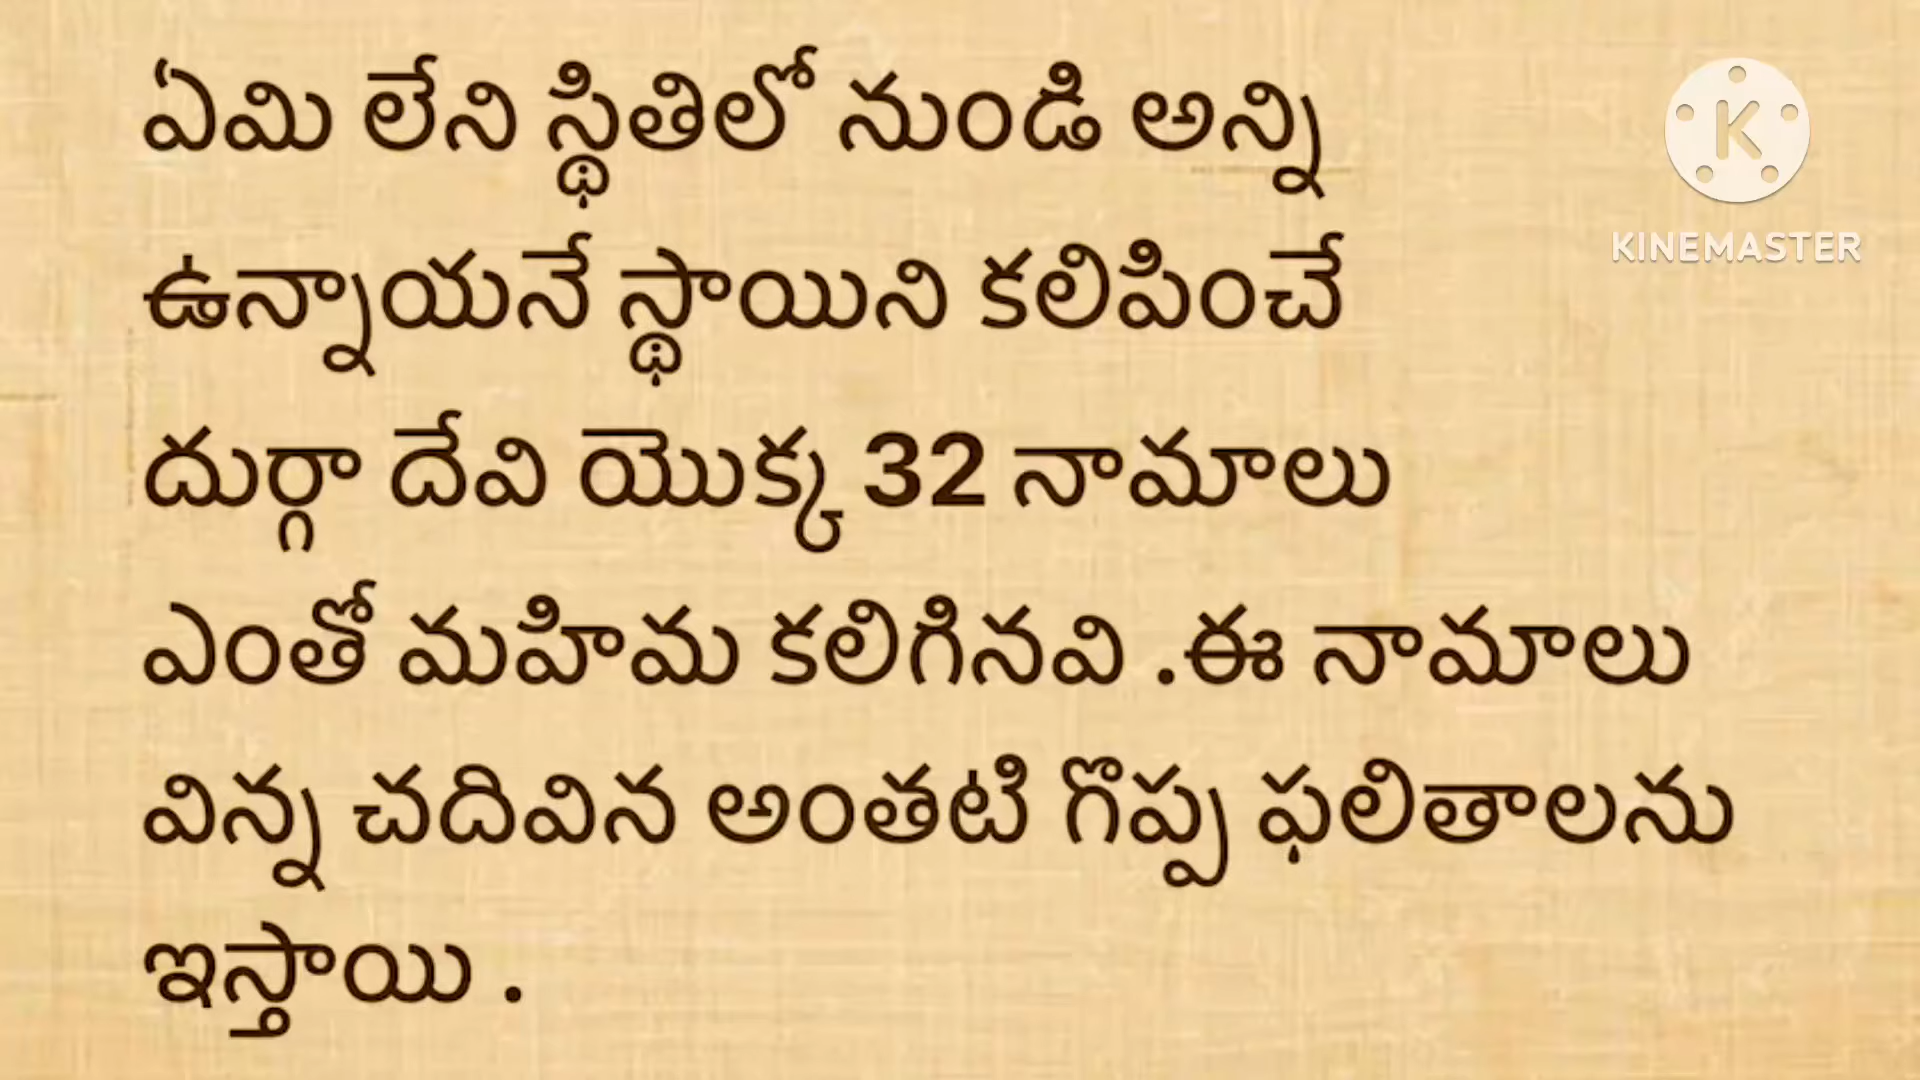 ఏమి లేని స్థితిలో నుండి అన్ని
ఉన్నాయనే స్థాయిని కలిపించే
దుర్గా దేవి యొక్క 32 నామాలు
ఎంతో మహిమ కలిగినవి .ఈ నామాలు
విన్న చదివిన అంతటి గొప్ప ఫలితాలను
ఇస్తాయి .
K
KINEMASTER